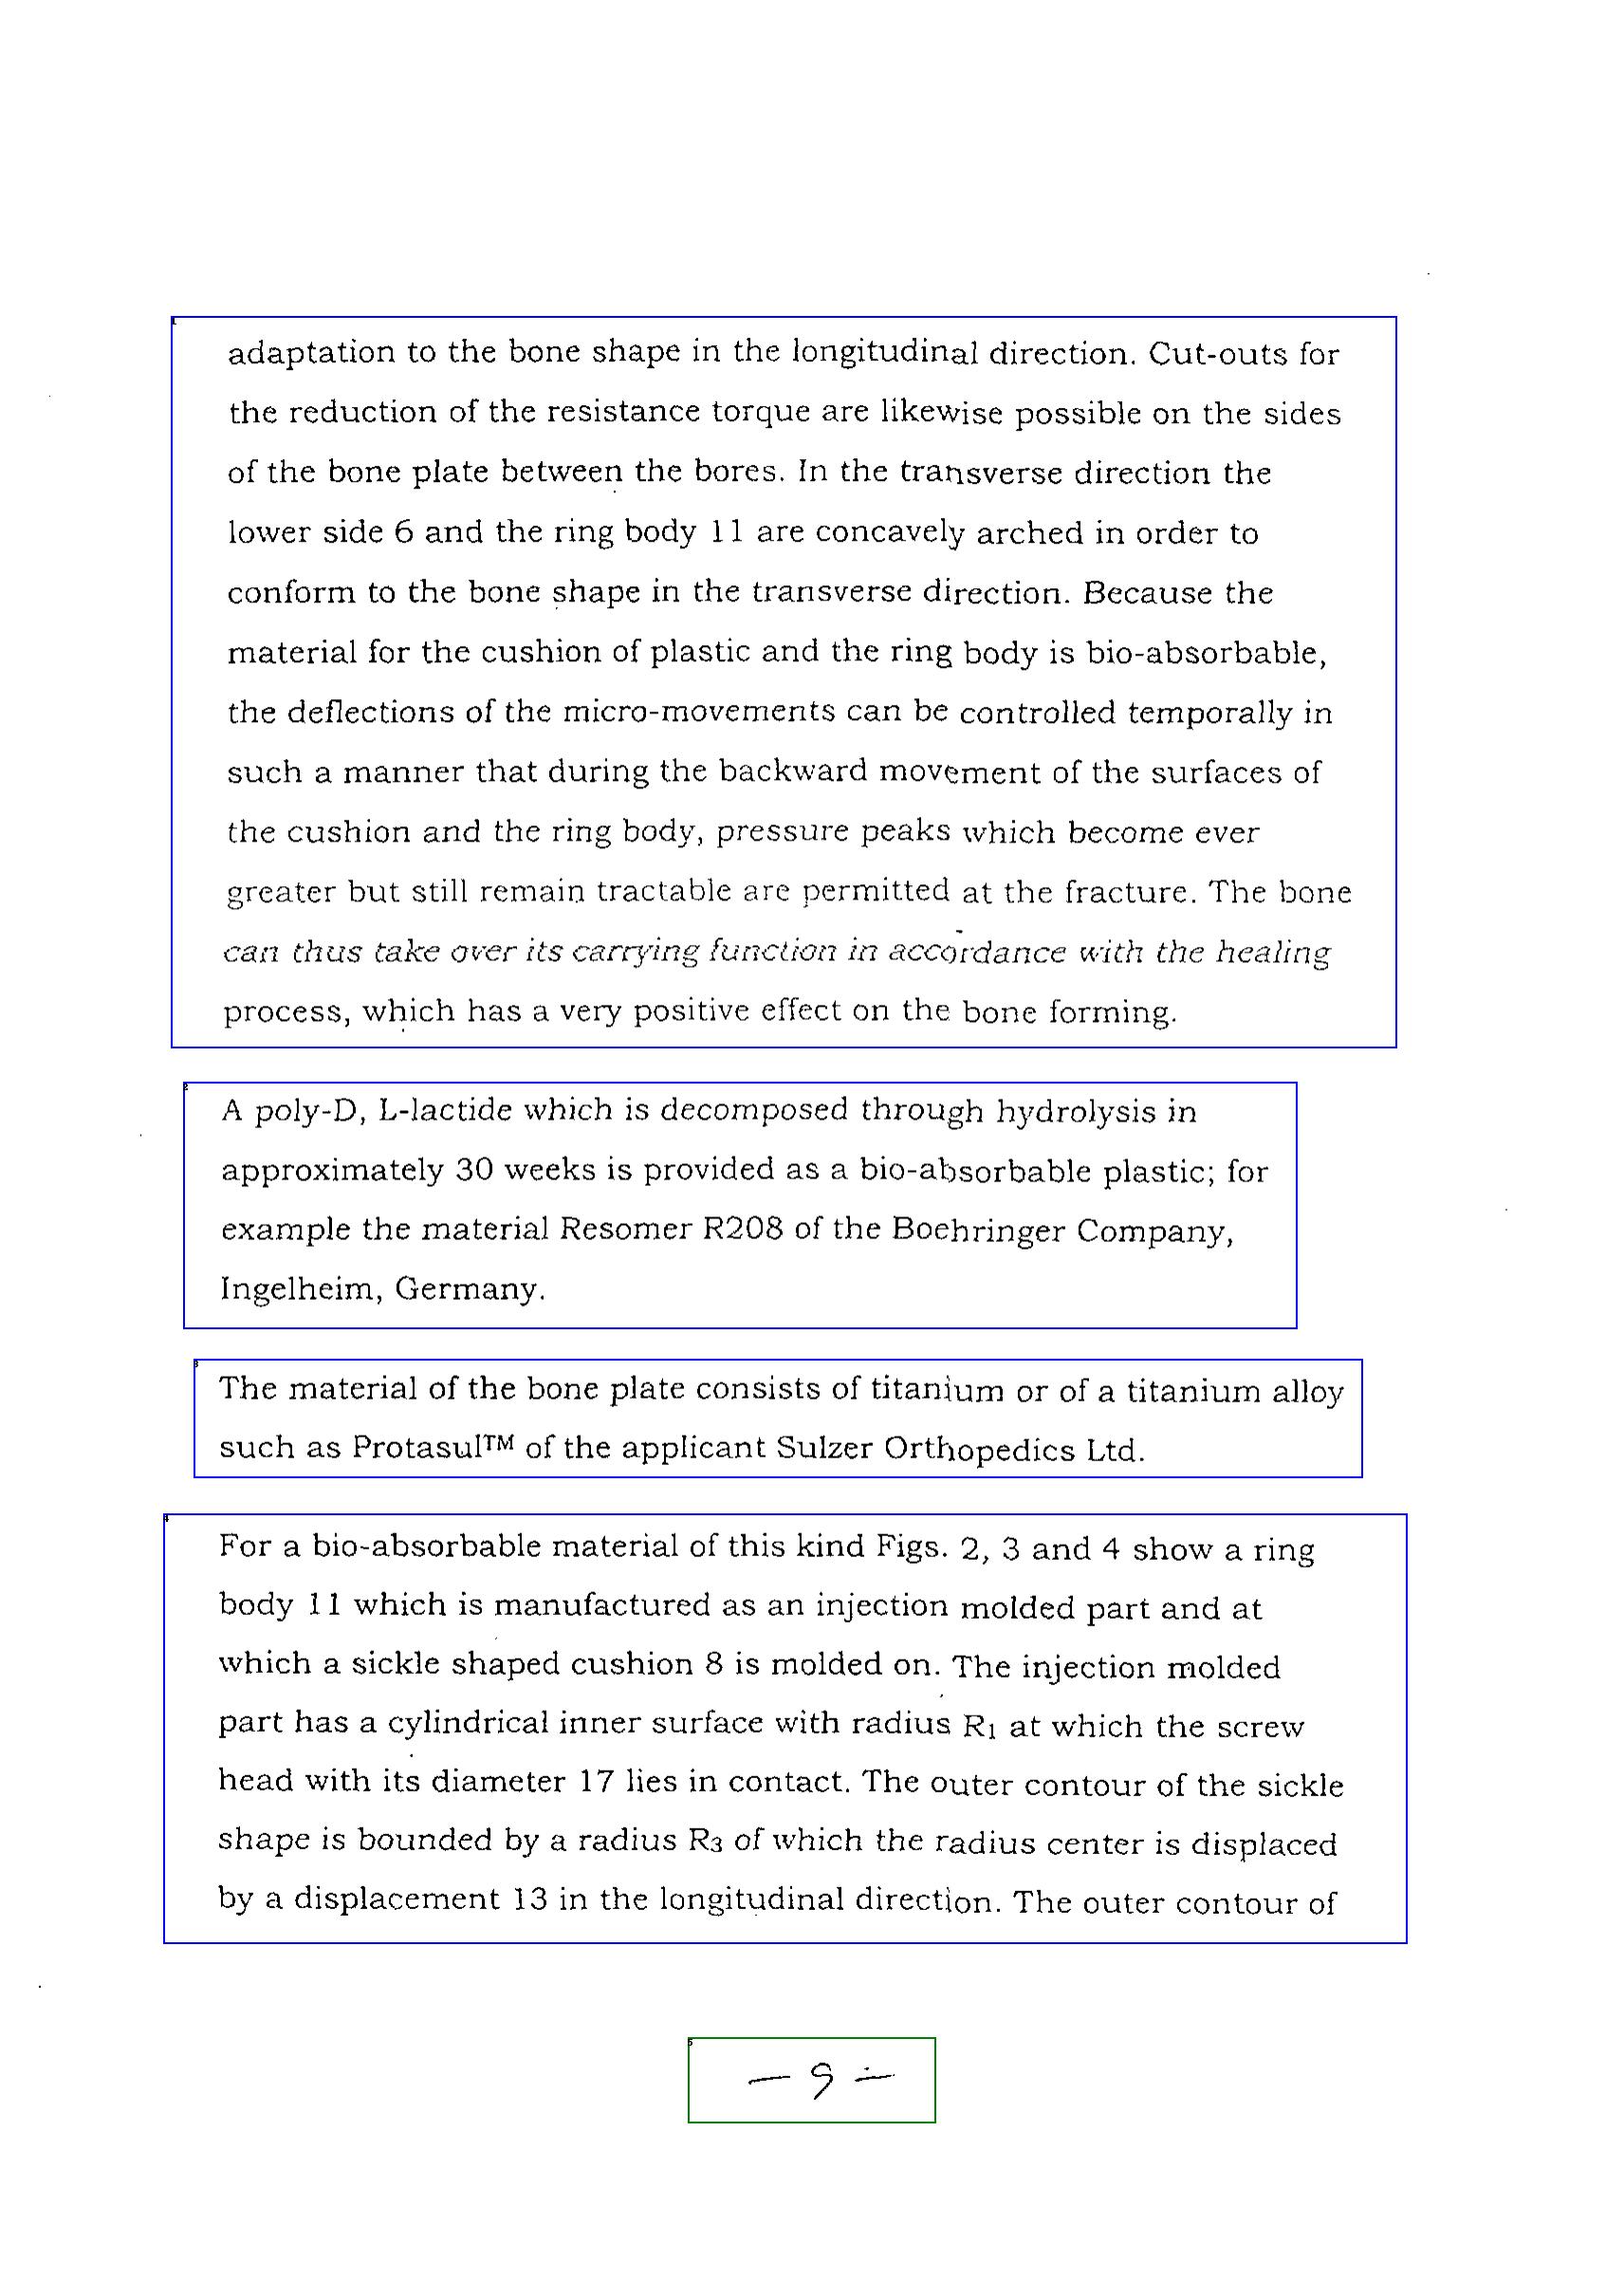 adaptation to the bone shape in the longitudinal direction. Cut-outs for
the reduction of the resistance torque are likewise possible on the sides
of the bone plate between the bores. In the transverse direction the
lower side 6 and the ring body 11 are concavely arched in order to
conform to the bone shape in the transverse direction. Because the
material for the cushion of plastic and the ring body is bio-absorbable,
the deflections of the micro-movements can be controlled temporally in
such a manner that during the backward movement of the surfaces of
the cushion and the ring body, pressure peaks which become ever
greater but still remain tractable are permitted at the fracture. The bone
can thus take over its carrying function in accordance with the healing
process, which has a very positive effect on the bone forming.
A poly-D, L-lactide which is decomposed through hydrolysis in
approximately 30 weeks is provided as a bio-absorbable plastic; for
example the material Resomer R208 of the Boehringer Company,
Ingelheim, Germany.
The material of the bone plate consists of titanium or of a titanium alloy
such as Protasul™ of the applicant Sulzer Orthopedics Ltd.
For a bio-absorbable material of this kind Figs. 2, 3 and 4 show a ring
body 11 which is manufactured as an injection molded part and at
which a sickle shaped cushion 8 is molded on. The injection molded
part has a cylindrical inner surface with radius R1 at which the screw
head with its diameter 17 lies in contact. The outer contour of the sickle
shape is bounded by a radius R3 of which the radius center is displaced
by a displacement 13 in the longitudinal direction. The outer contour of
— 9 —